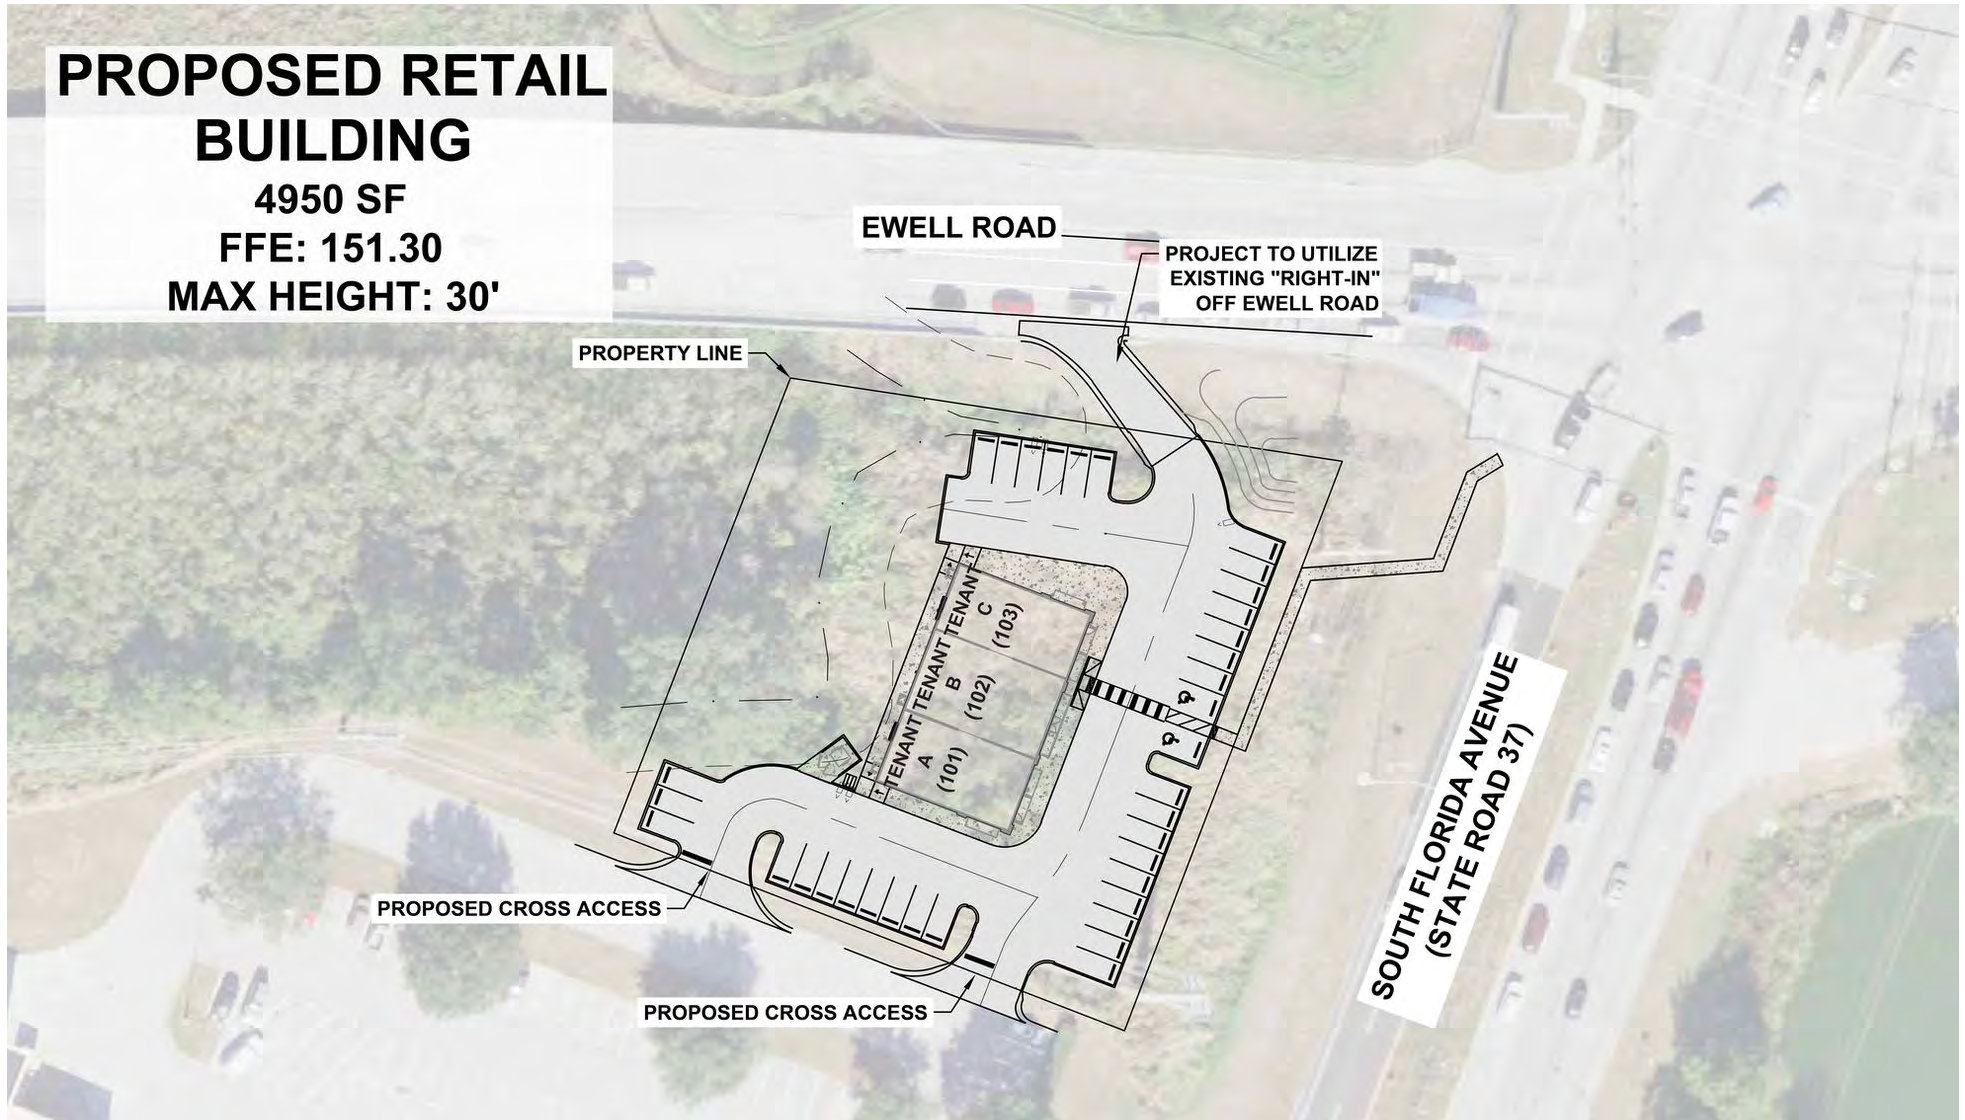 PROPOSED RETAIL
BUILDING
4950 SF
FFE: 151.30
MAX HEIGHT: 30'
EWELL ROAD
PROJECT TO UTILIZE
EXISTING "RIGHT-IN"
OFF EWELL ROAD
PROPERTY LINE
TENANT
C
(103)
TENANT
B
(102)
TENANT
A
(101)
SOUTH FLORIDA AVENUE
(STATE ROAD 37)
PROPOSED CROSS ACCESS
PROPOSED CROSS ACCESS